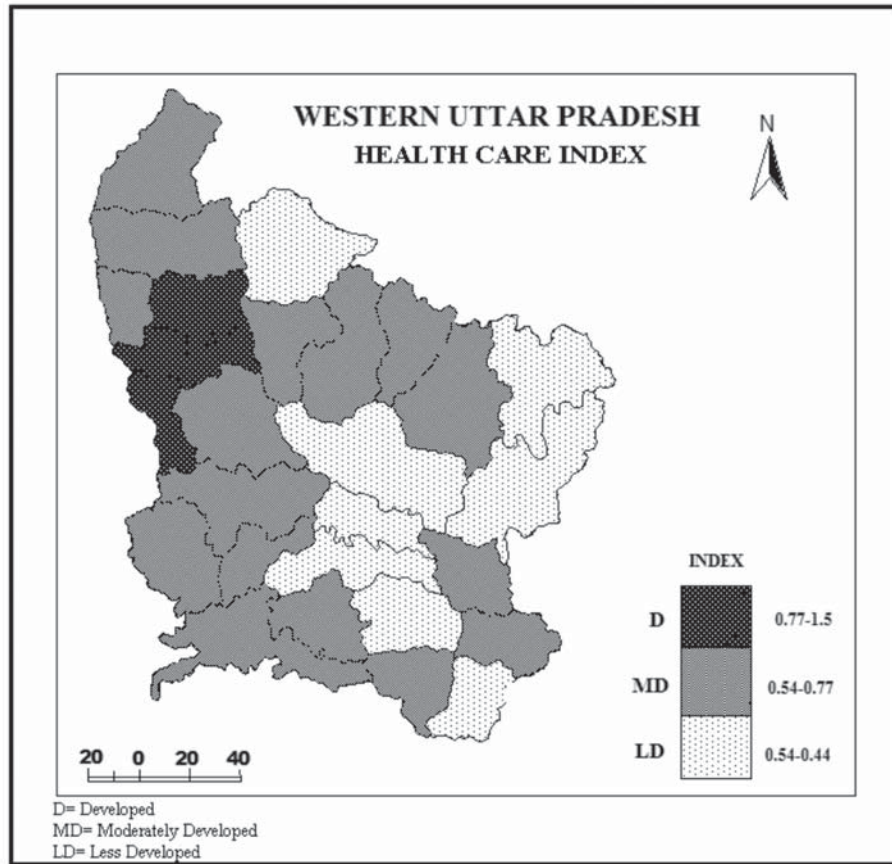 WESTERN UTTAR PRADESH
HEALTH CARE INDEX
N
INDEX
D 0.77-1.5
MD 0.54-0.77
LD 0.54-0.44
20 0 20 40
D= Developed
MD= Moderately Developed
LD= Less Developed